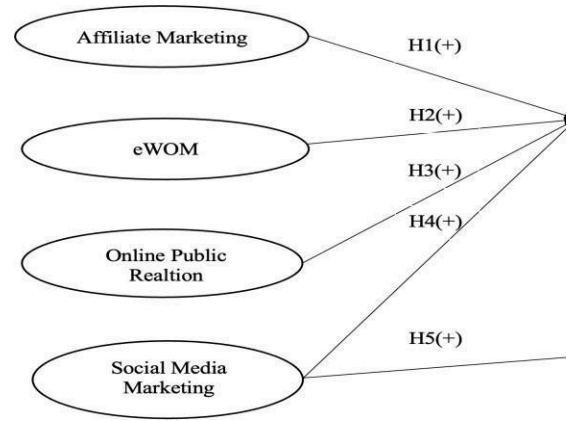 Affiliate Marketing
H1(+)
H2(+)
eWOM
H3(+)
H4(+)
Online Public
Realtion
H5(+)
Social Media
Marketing